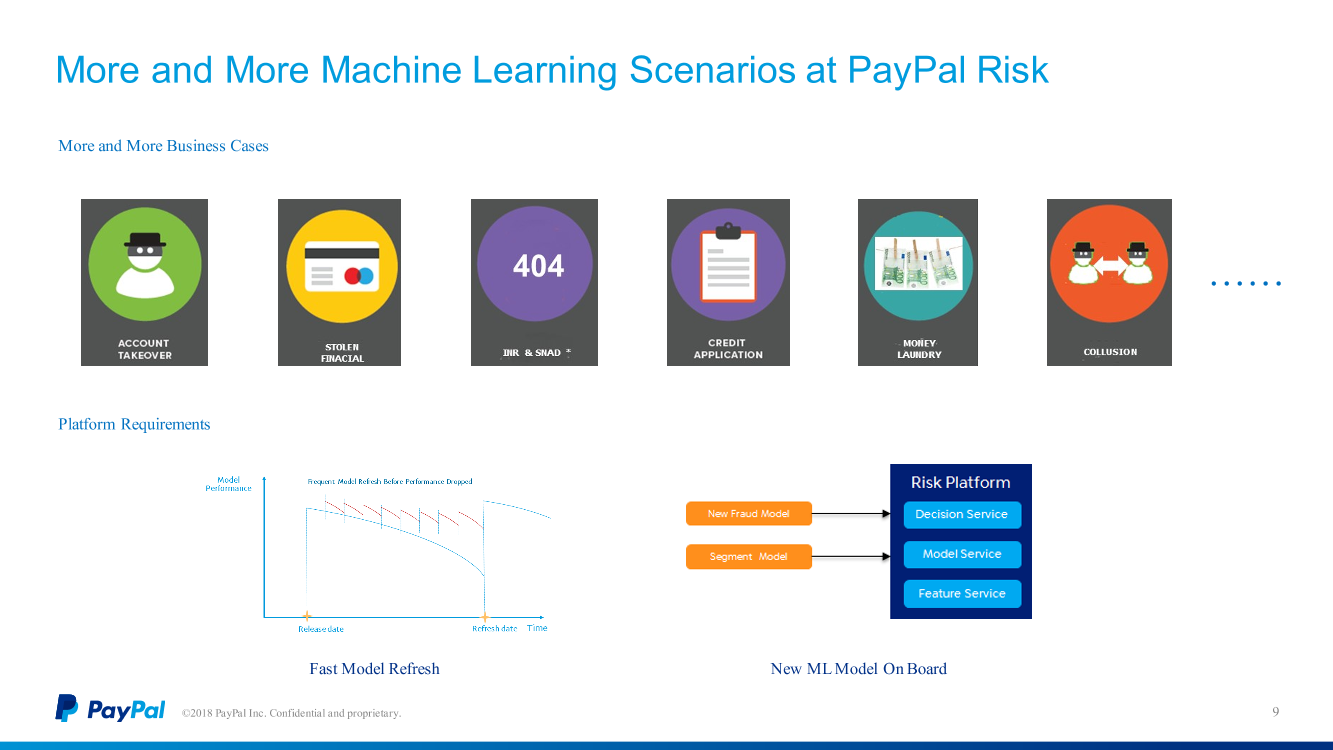 More and More Machine Learning Scenarios at PayPal Risk
More and More Business Cases
ACCOUNT
TAKEOVER
STOLEN
FINACIAL
404
INR & SNAD *
CREDIT
APPLICATION
MONEY
LAUNDRY
COLLUSION
......
Platform Requirements
Model
Performance
Frequent Model Refresh Before Performance Dropped
Release date
Refresh date
Time
Fast Model Refresh
New Fraud Model
Segment Model
Risk Platform
Decision Service
Model Service
Feature Service
New ML Model On Board
PayPal
©2018 PayPal Inc. Confidential and proprietary.
9